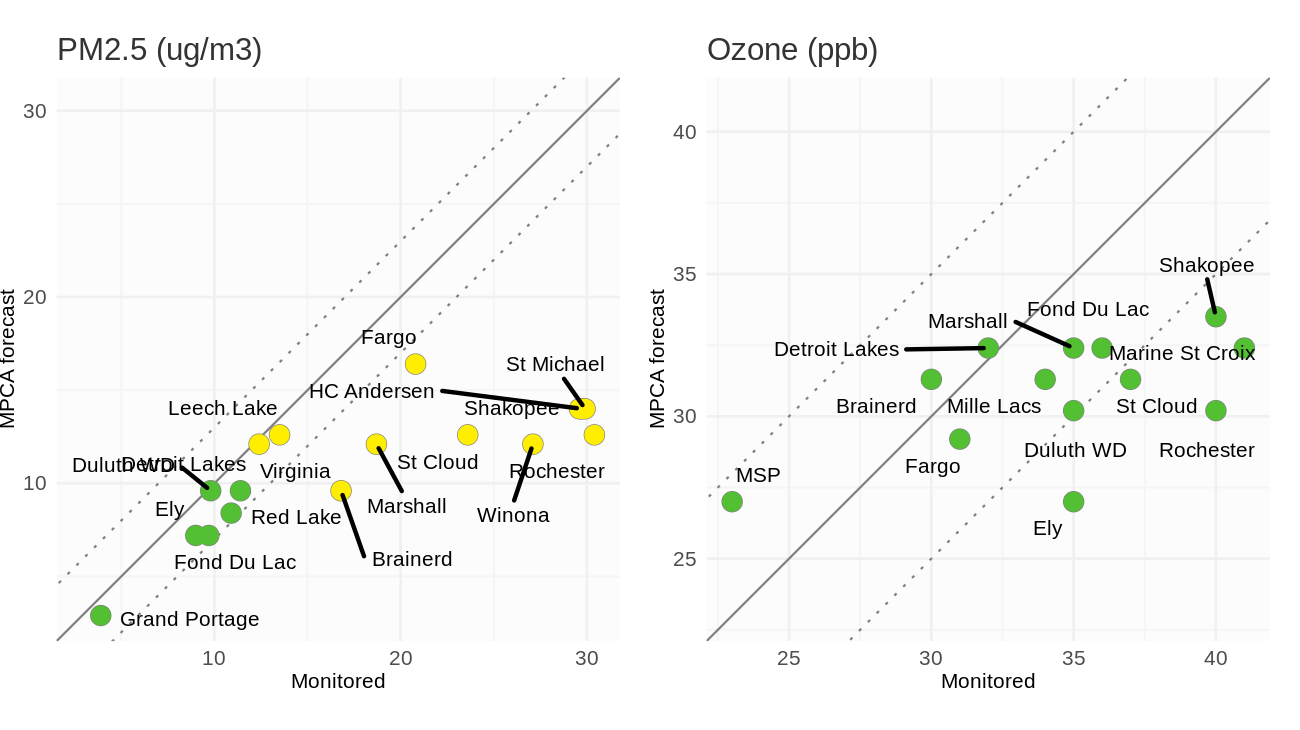 PM2.5 (ug/m3)
30
20
10
MPCA forecast
Fargo
St Michael
HC Andersen
Shakopee
Leech Lake
Duluth WD
Detroit Lakes
Virginia
St Cloud
Rochester
Ely
Red Lake
Marshall
Winona
Fond Du Lac
Brainerd
Grand Portage
10
20
30
Monitored
Ozone (ppb)
40
35
30
25
MPCA forecast
Shakopee
Fond Du Lac
Marshall
Detroit Lakes
Marine St Croix
Brainerd
Mille Lacs
St Cloud
Duluth WD
Rochester
Fargo
MSP
Ely
25
30
35
40
Monitored